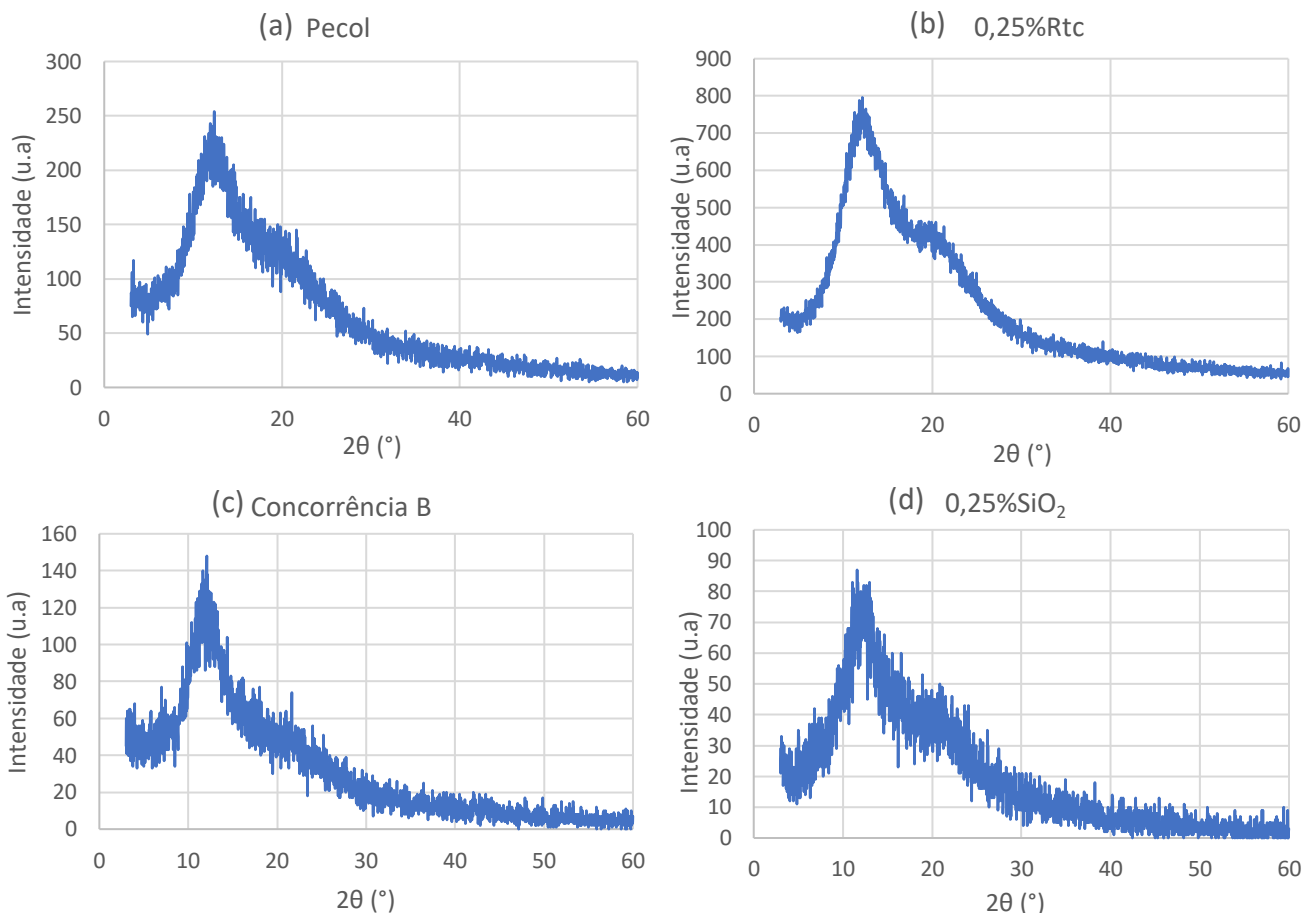 (a) Pecol
300
250
200
150
100
50
0
0 20 40 60
Intensidade (u.a)
2θ (°)
(b) 0,25%Rtc
900
800
700
600
500
400
300
200
100
0
0 10 20 30 40 50 60
Intensidade (u.a)
2θ (°)
(c) Concorrência B
160
140
120
100
80
60
40
20
0
0 10 20 30 40 50 60
Intensidade (u.a)
2θ (°)
(d) 0,25%SiO₂
100
90
80
70
60
50
40
30
20
10
0
0 10 20 30 40 50 60
Intensidade (u.a)
2θ (°)